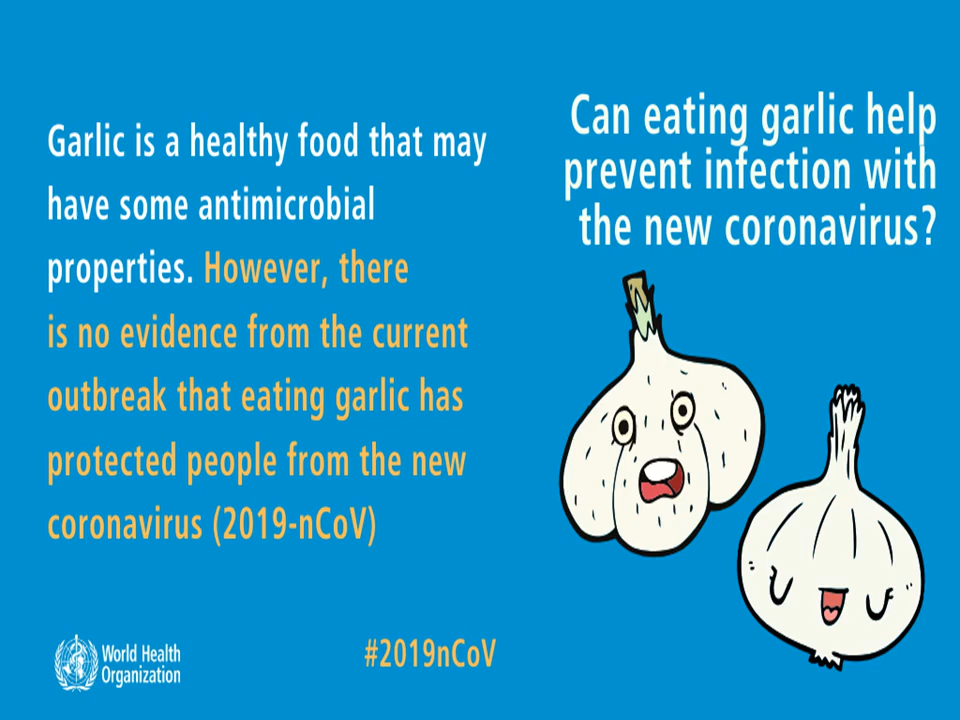 Can eating garlic help
prevent infection with
the new coronavirus?
Garlic is a healthy food that may
have some antimicrobial
properties. However, there
is no evidence from the current
outbreak that eating garlic has
protected people from the new
coronavirus (2019-nCoV)
World Health
Organization
#2019nCoV